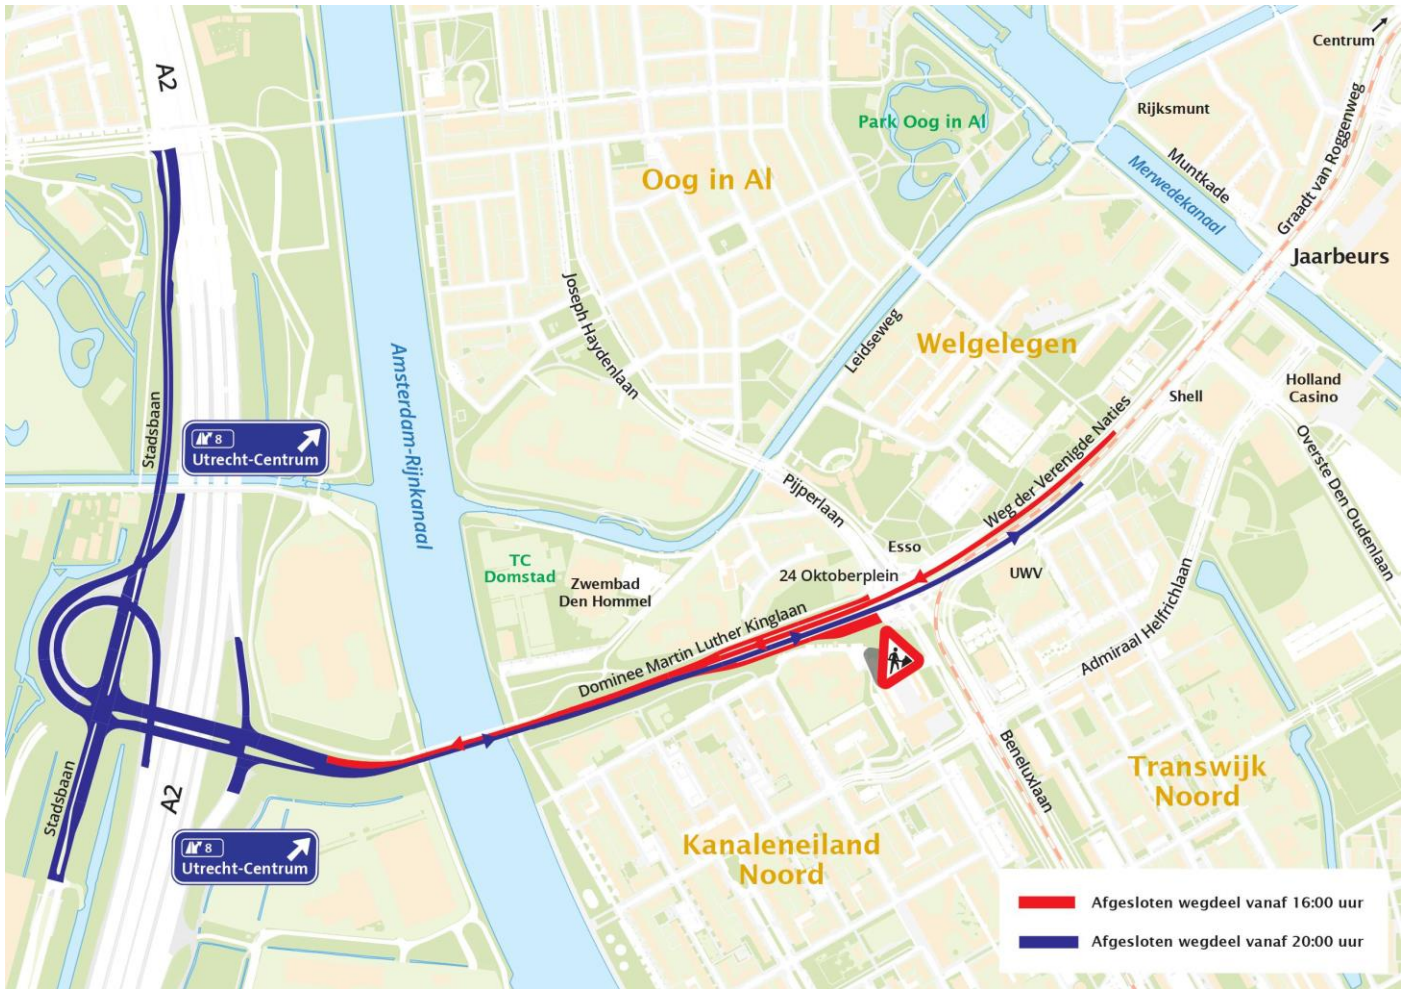 Centrum
A2
Rijksmunt
Park Oog in Al
Graadt van Roggenweg
Muntkade
Oog in Al
Merwedekanaal
Jaarbeurs
Joseph Haydenlaan
Leidseweg
Welgelegen
Amsterdam-Rijnkanaal
Holland
Casino
Shell
Stadsbaan
8
Utrecht-Centrum
Weg der Verenigde Naties
Overste Den Oudenlaan
Pijperlaan
Esso
TC
Domstad
24 Oktoberplein
UWV
Zwembad
Den Hommel
Admiraal Helfrichlaan
Dominee Martin Luther Kinglaan
Beneluxlaan
Stadsbaan
A2
Transwijk
Noord
8
Utrecht-Centrum
Kanaleneiland
Noord
Afgesloten wegdeel vanaf 16:00 uur
Afgesloten wegdeel vanaf 20:00 uur